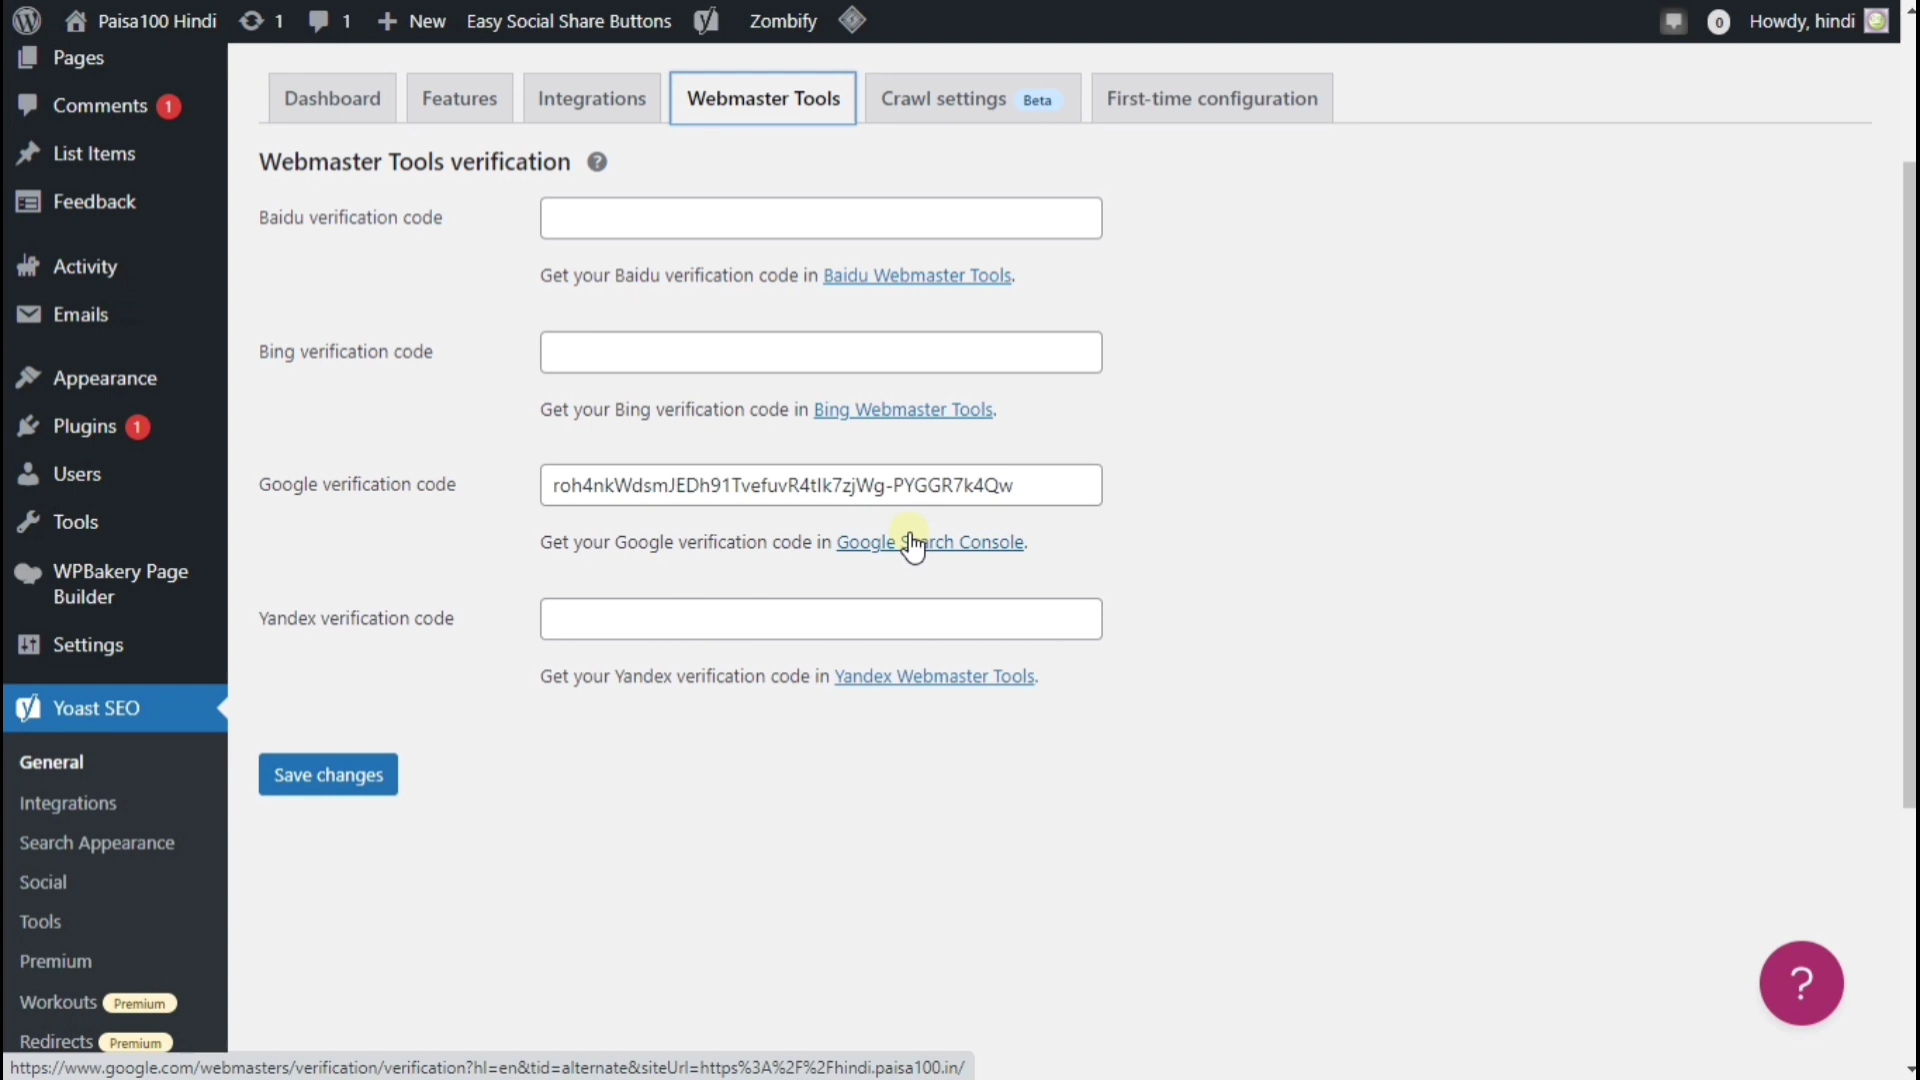 Paisa100 Hindi 1 1 New Easy Social Share Buttons Zombify 0 Howdy, hindi
Pages
Comments 1
List Items
Feedback
Activity
Emails
Appearance
Plugins 1
Users
Tools
WPBakery Page
Builder
Settings
Yoast SEO
General
Integrations
Search Appearance
Social
Tools
Premium
Workouts Premium
Redirects Premium
Dashboard Features Integrations Webmaster Tools Crawl settings Beta First-time configuration
Webmaster Tools verification ?
Baidu verification code
Get your Baidu verification code in Baidu Webmaster Tools.
Bing verification code
Get your Bing verification code in Bing Webmaster Tools.
Google verification code roh4nkWdsmJEDh91TvefuvR4tlk7zjWg-PYGGR7k4Qw
Get your Google verification code in Google Search Console.
Yandex verification code
Get your Yandex verification code in Yandex Webmaster Tools.
Save changes
?
https://www.google.com/webmasters/verification/verification?hl=en&tid=alternate&siteUrl=https%3A%2F%2Fhindi.paisa100.in/